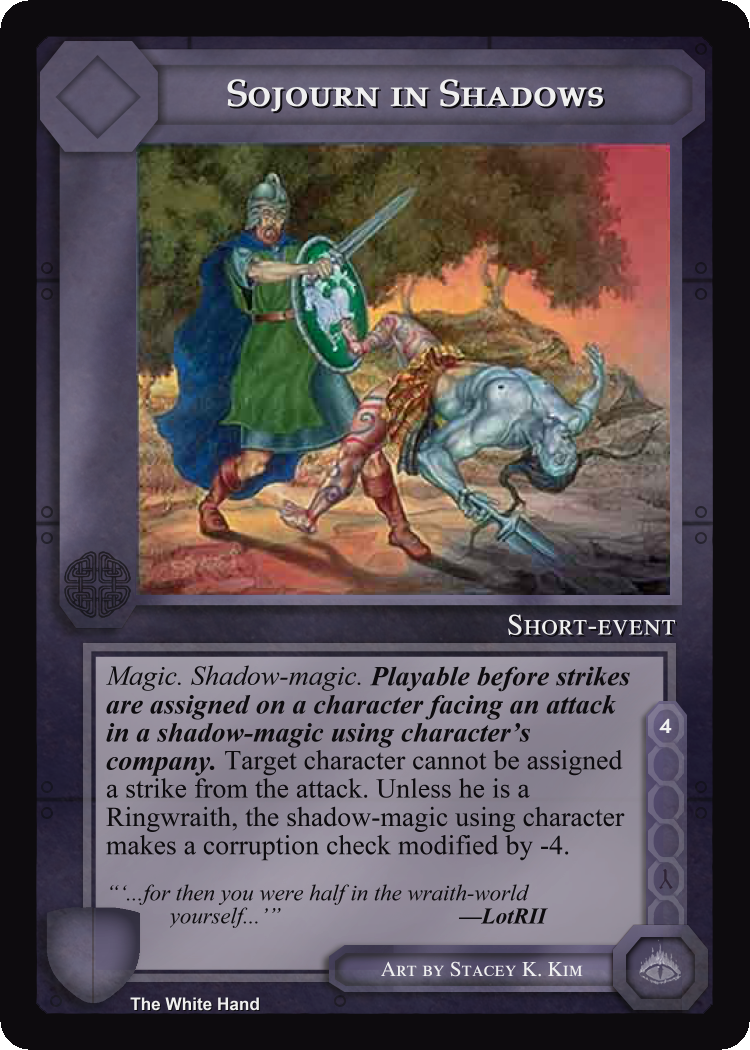 Sojourn in Shadows
Short-event
Magic. Shadow-magic. Playable before strikes
are assigned on a character facing an attack
in a shadow-magic using character's
company. Target character cannot be assigned
a strike from the attack. Unless he is a
Ringwraith, the shadow-magic using character
makes a corruption check modified by -4.
4
“‘...for then you were half in the wraith-world
yourself...’”
—LotRII
Art by Stacey K. Kim
The White Hand